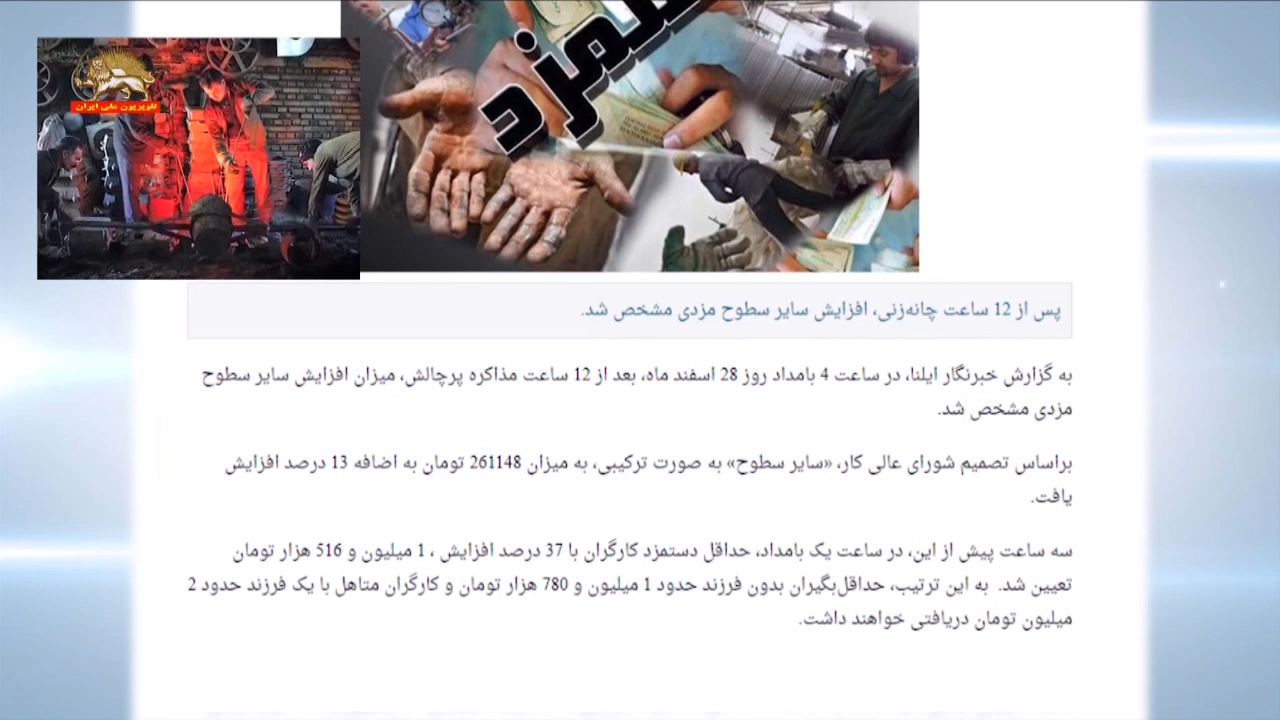 تلویزیون ملی ایران
پس از 12 ساعت چانه‌زنی، افزایش سایر سطوح مزدی مشخص شد.
به گزارش خبرنگار ایلنا، در ساعت 4 بامداد روز 28 اسفند ماه، بعد از 12 ساعت مذاکره پرچالش، میزان افزایش سایر سطوح
مزدی مشخص شد.
براساس تصمیم شورای عالی کار، «سایر سطوح» به صورت ترکیبی، به میزان 261148 تومان به اضافه 13 درصد افزایش
یافت.
سه ساعت پیش از این، در ساعت یک بامداد، حداقل دستمزد کارگران با 37 درصد افزایش ، 1 میلیون و 516 هزار تومان
تعیین شد. به این ترتیب، حداقل‌بگیران بدون فرزند حدود 1 میلیون و 780 هزار تومان و کارگران متاهل با یک فرزند حدود 2
میلیون تومان دریافتی خواهند داشت.